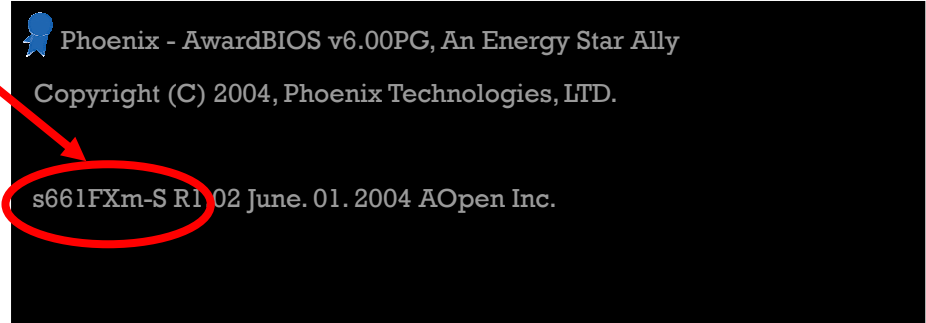 Phoenix - AwardBIOS v6.00PG, An Energy Star Ally
Copyright (C) 2004, Phoenix Technologies, LTD.
s661FXm-S R1.02 June. 01. 2004 AOpen Inc.